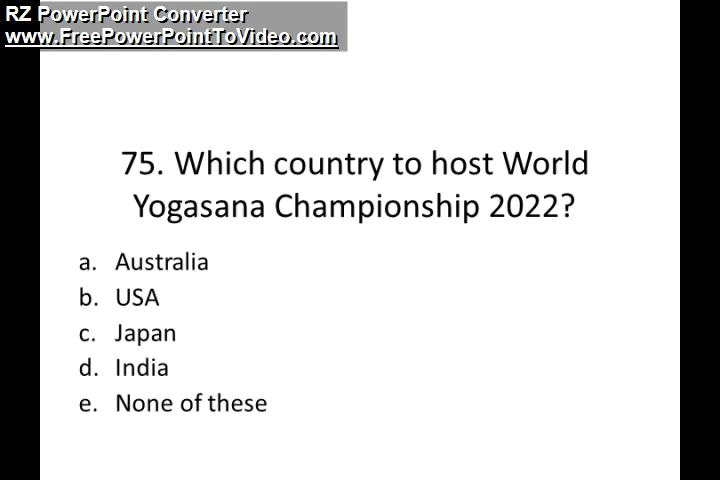 RZ PowerPoint Converter
www.FreePowerPointToVideo.com
75. Which country to host World
Yogasana Championship 2022?
a. Australia
b. USA
c. Japan
d. India
e. None of these